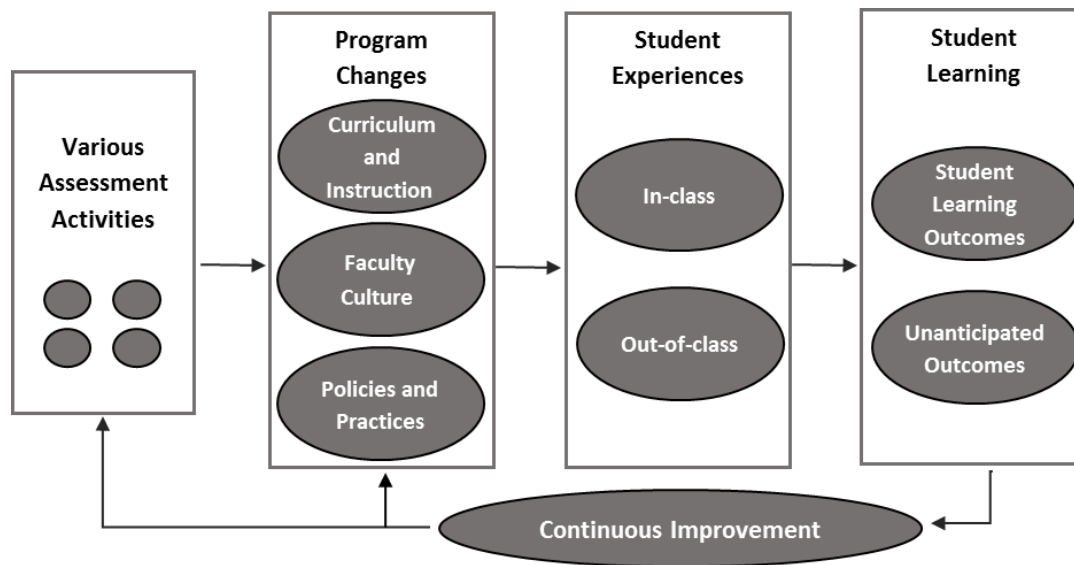 Various
Assessment
Activities
Program
Changes
Curriculum
and
Instruction
Faculty
Culture
Policies and
Practices
Student
Experiences
In-class
Out-of-class
Student
Learning
Student
Learning
Outcomes
Unanticipated
Outcomes
Continuous Improvement